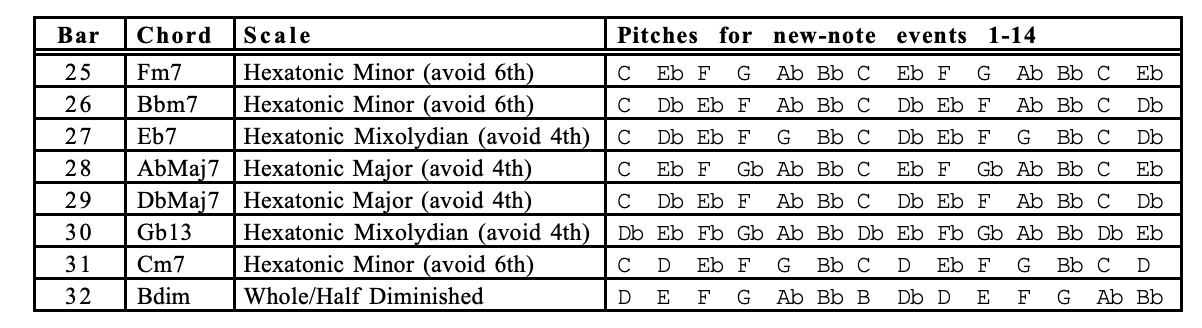 Bar Chord Scale Pitches for new-note events 1-14
25 Fm7 Hexatonic Minor (avoid 6th) C Eb F G Ab Bb C Eb F G Ab Bb C Eb
26 Bbm7 Hexatonic Minor (avoid 6th) C Db Eb F Ab Bb C Db Eb F Ab Bb C Db
27 Eb7 Hexatonic Mixolydian (avoid 4th) C Db Eb F G Bb C Db Eb F G Bb C Db
28 AbMaj7 Hexatonic Major (avoid 4th) C Eb F Gb Ab Bb C Eb F Gb Ab Bb C Eb
29 DbMaj7 Hexatonic Major (avoid 4th) C Db Eb F Ab Bb C Db Eb F Ab Bb C Db
30 Gb13 Hexatonic Mixolydian (avoid 4th) Db Eb Fb Gb Ab Bb Db Eb Fb Gb Ab Bb Db Eb
31 Cm7 Hexatonic Minor (avoid 6th) C D Eb F G Bb C D Eb F G Bb C D
32 Bdim Whole/Half Diminished D E F G Ab Bb B Db D E F G Ab Bb